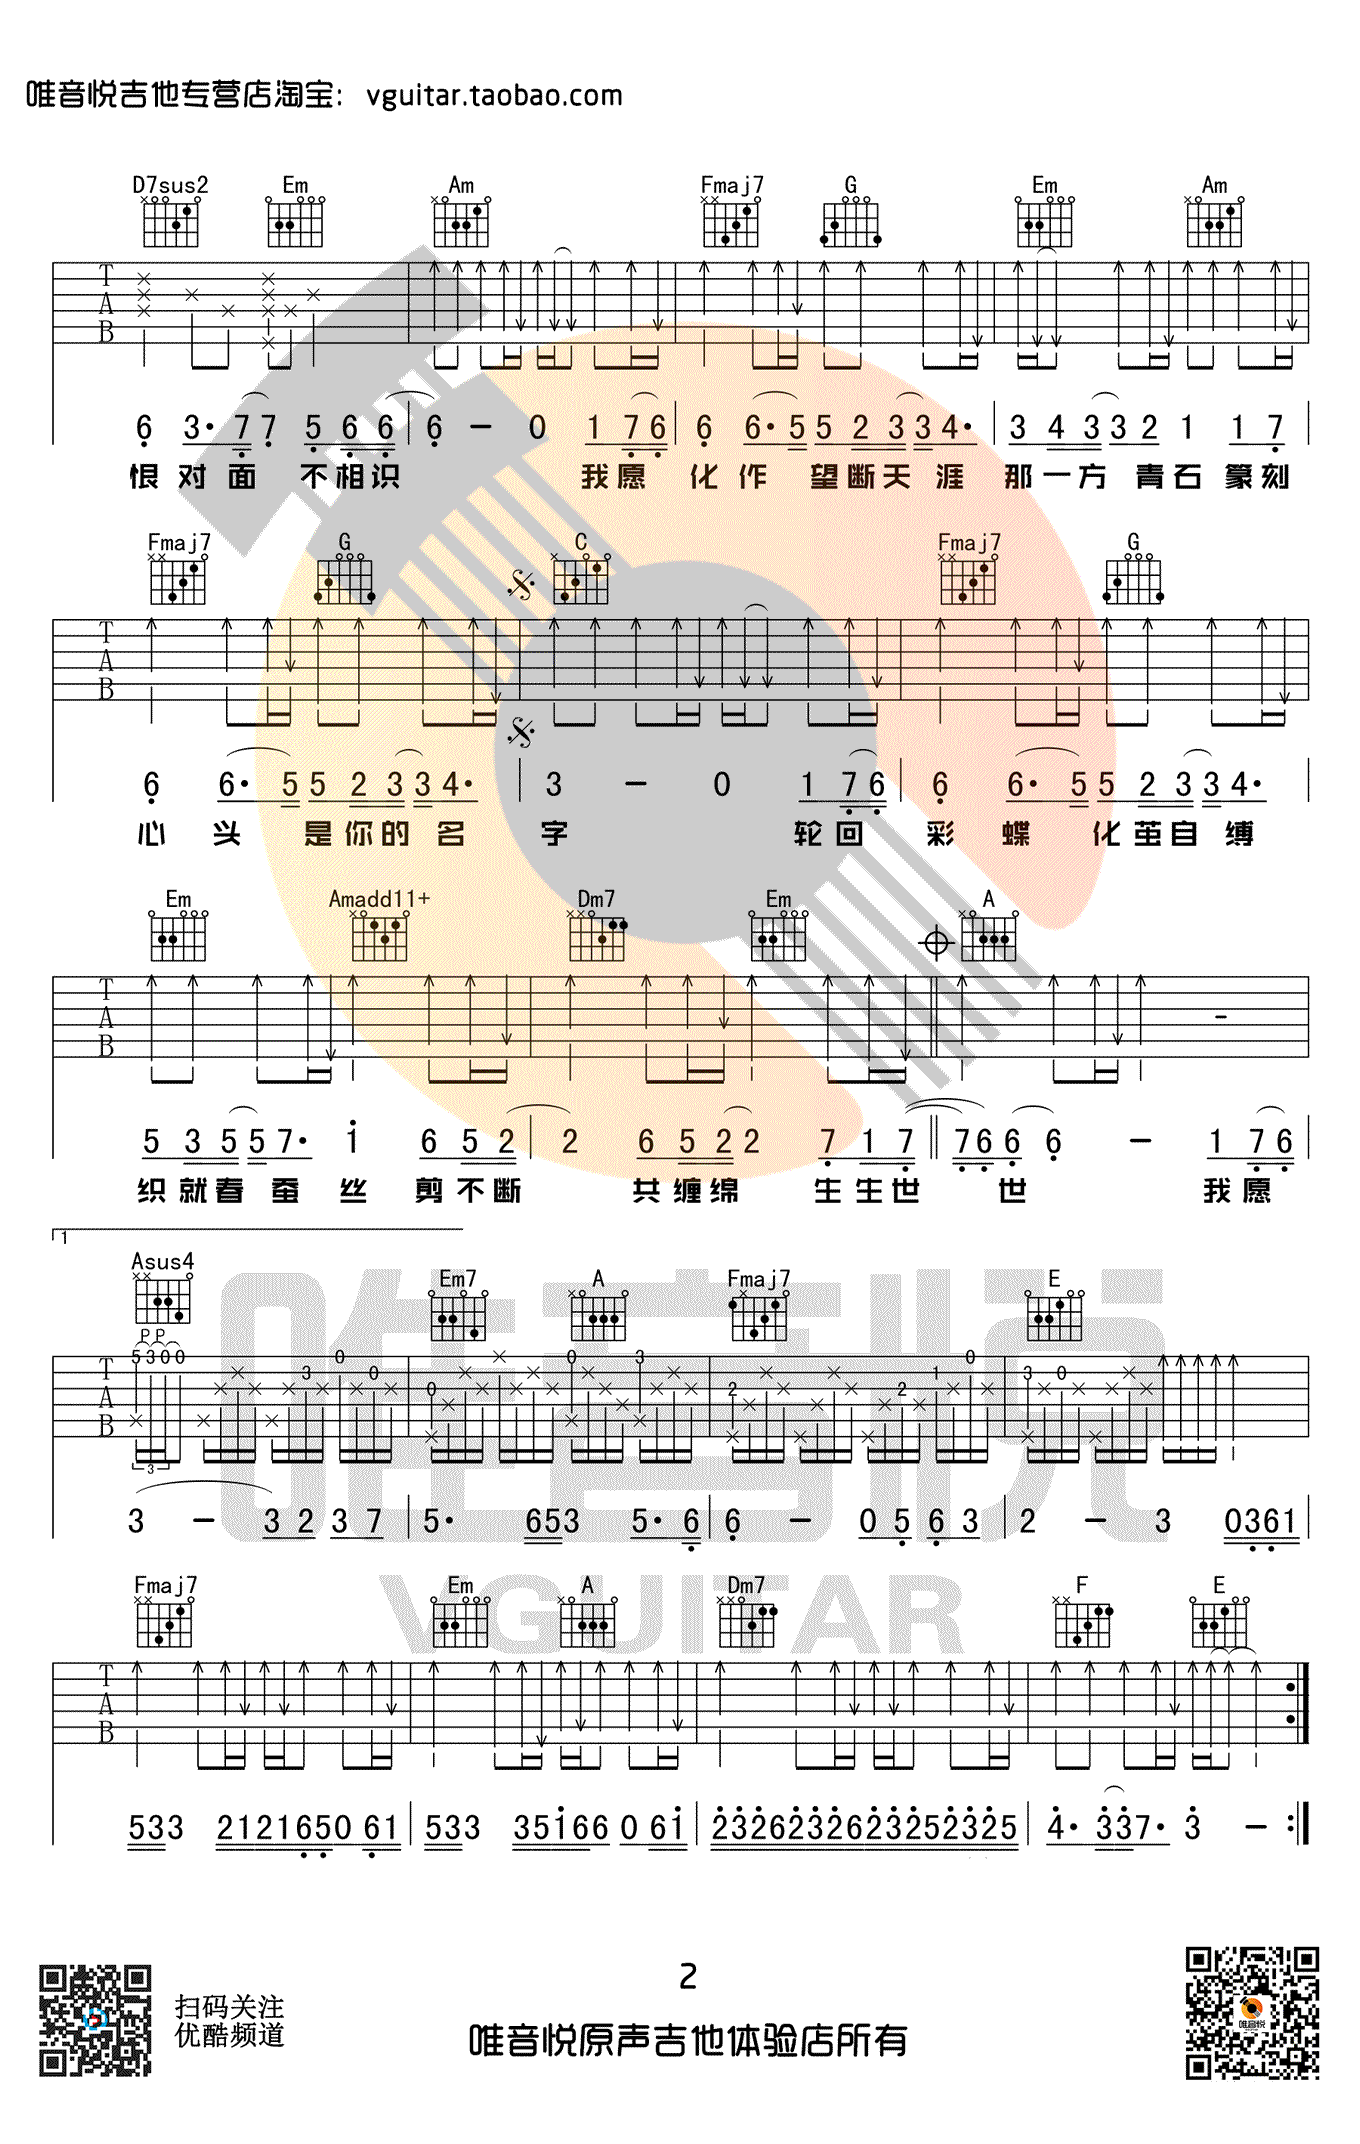 唯音悦吉他专营店淘宝: vguitar.taobao.com
D7sus2 Em Am Fmaj7 G Em Am
T A B
6 3· 7 7 5 6 6 6 - 0 1 7 6 6 6· 5 5 2 3 3 4· 3 4 3 3 2 1 1 7
恨对面 不相识 我愿 化作 望断天涯 那一方 青石篆刻
Fmaj7 G C Fmaj7 G
T A B
6 6· 5 5 2 3 3 4· 3 - 0 1 7 6 6 6· 5 5 2 3 3 4·
心 头 是你的名 字 轮回 彩 蝶 化茧自缚
Em Amadd11+ Dm7 Em A
T A B
5 3 5 5 7· 1 6 5 2 2 6 5 2 2 7 1 7 7 6 6 6 - 1 7 6
织就春蚕丝 剪不断 共缠绵 生生世 世 我愿
1
Asus4 Em7 A Fmaj7 E
P P
5 3 0 0 3 0 0 0 0 3 2 2 1 0 3 0
T A B
3
3 - 3 2 3 7 5· 653 5· 6 6 - 0 5 6 3 2 - 3 0361
Fmaj7 Em A Dm7 F E
T A B
533 2121650 61 533 35166 0 61 2326232623252325 4· 337· 3 -
2
扫码关注
优酷频道
唯音悦原声吉他体验店所有
唯音悦
VGUITAR